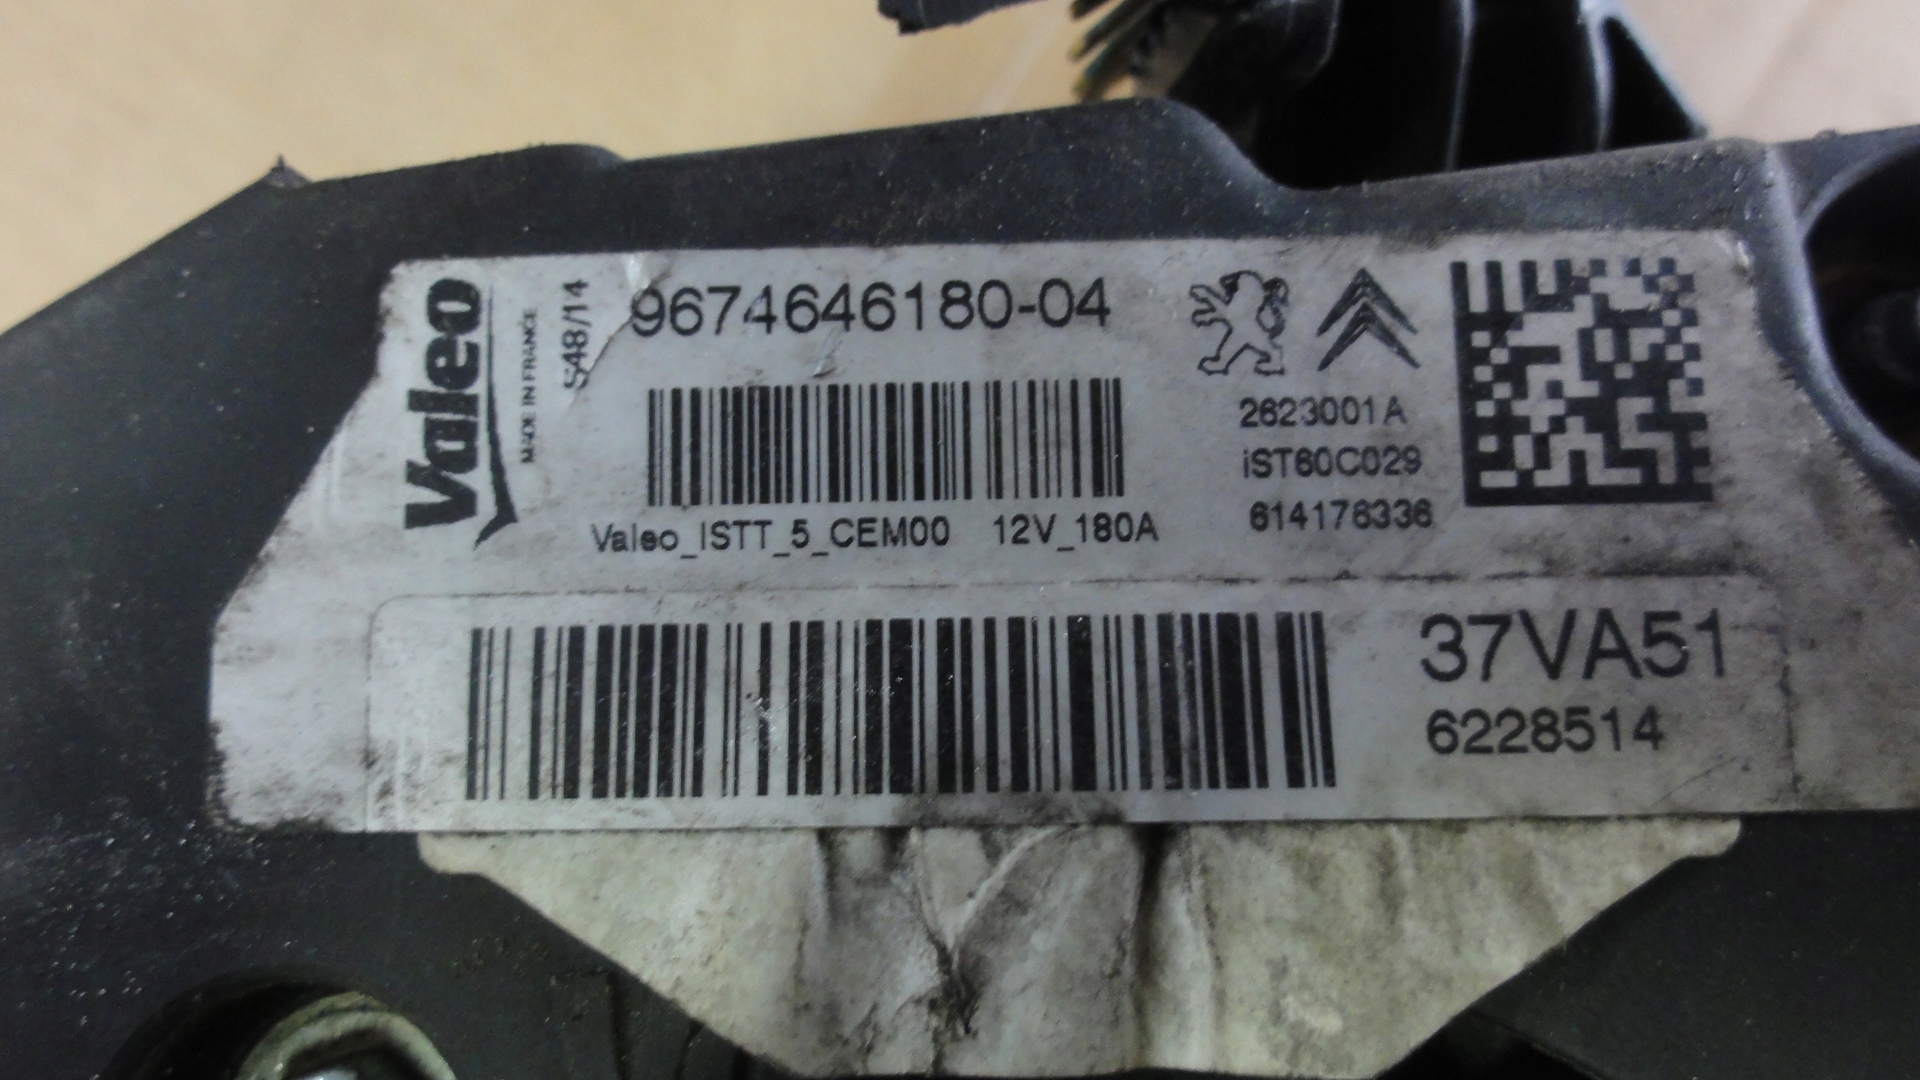 Valeo
MADE IN FRANCE
S48/14
9674646180-04
2623001A
iST60C029
614176336
Valeo_ISTT_5_CEM00 12V_180A
37VA51
6228514